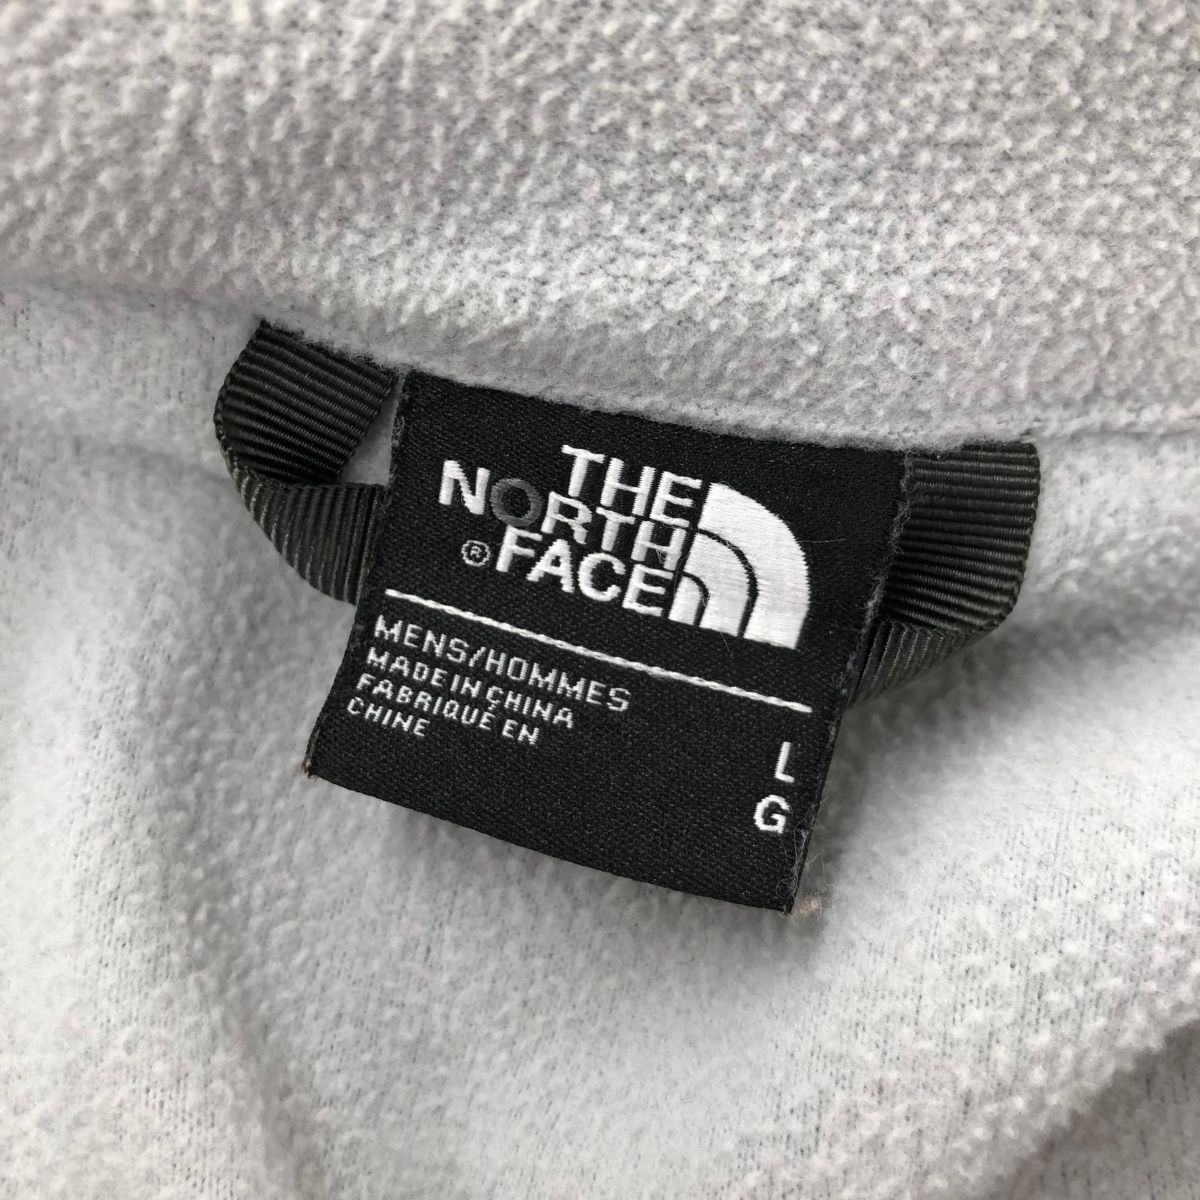 THE
NORTH
®FACE
MENS/HOMMES
MADE IN CHINA
FABRIQUÉ EN
CHINE
L
G